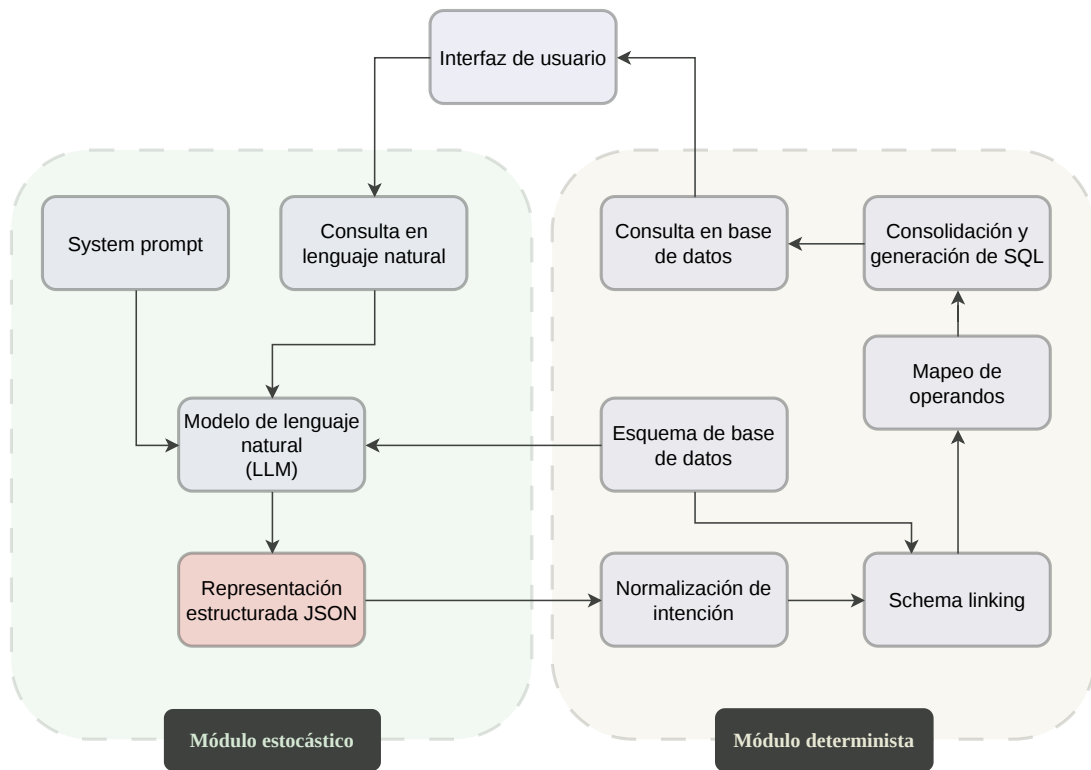 Interfaz de usuario
System prompt
Consulta en
lenguaje natural
Consulta en base
de datos
Consolidación y
generación de SQL
Mapeo de
operandos
Modelo de lenguaje
natural
(LLM)
Esquema de base
de datos
Representación
estructurada JSON
Normalización de
intención
Schema linking
Módulo estocástico
Módulo determinista